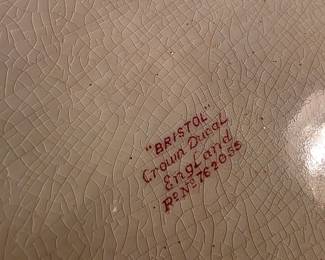 "BRISTOL"
Crown Ducal
England
Rᵈ Nº 762055